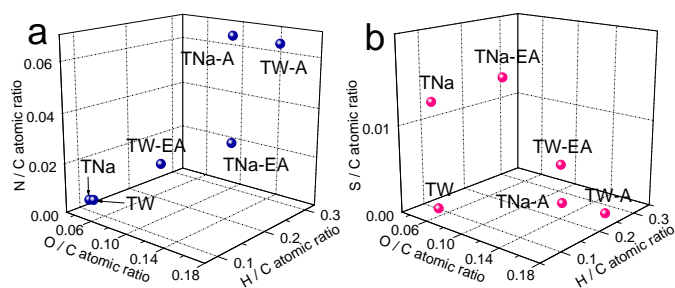 a
N / C atomic ratio
0.06
0.04
0.02
0.00
TNa-A
TW-A
TW-EA
TNa-EA
TNa
TW
0.06
0.10
0.14
0.18
O / C atomic ratio
0.1
0.2
0.3
H / C atomic ratio
b
S / C atomic ratio
0.01
0.00
TNa
TNa-EA
TW-EA
TW
TNa-A
TW-A
0.06
0.10
0.14
0.18
O / C atomic ratio
0.1
0.2
0.3
H / C atomic ratio